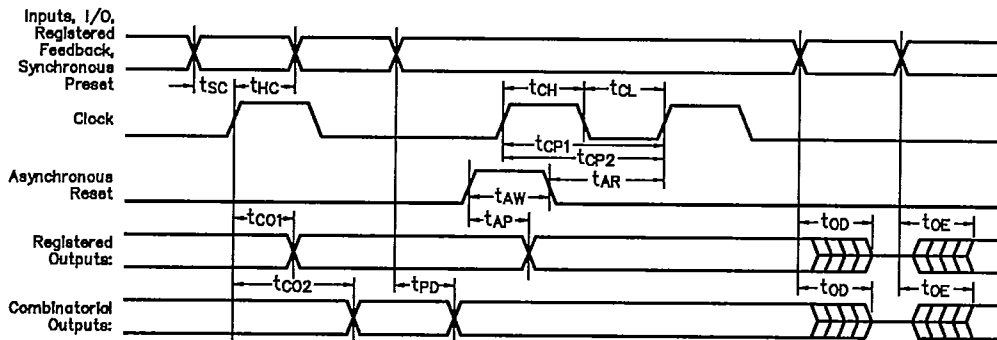 Inputs, I/O,
Registered
Feedback,
Synchronous
Preset
tSC
tHC
tCH
tCL
Clock
tCP1
tCP2
tAR
Asynchronous
Reset
tAW
tCO1
tAP
tOD
tOE
Registered
Outputs:
tCO2
tPD
tOD
tOE
Combinatorial
Outputs: